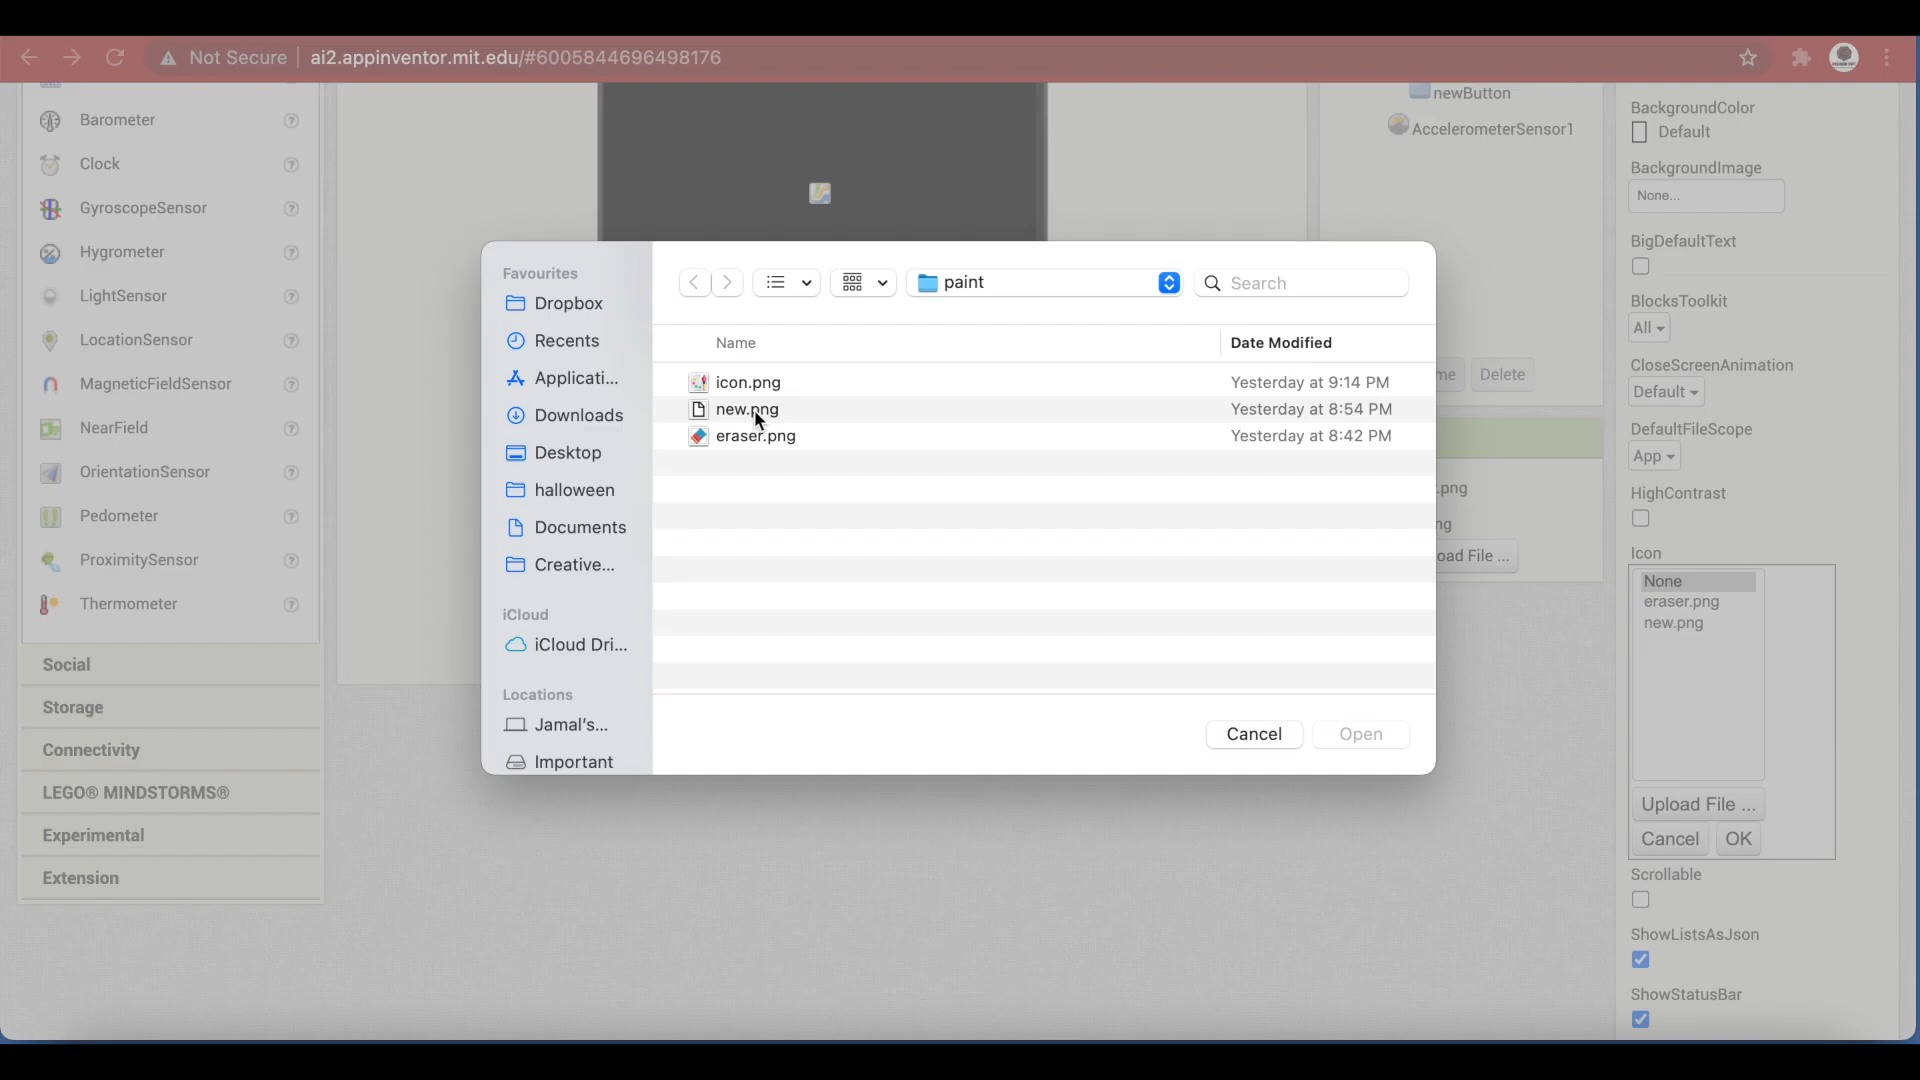 Not Secure | ai2.appinventor.mit.edu/#6005844696498176
Barometer
Clock
GyroscopeSensor
Hygrometer
LightSensor
LocationSensor
MagneticFieldSensor
NearField
OrientationSensor
Pedometer
ProximitySensor
Thermometer
Social
Storage
Connectivity
LEGO® MINDSTORMS®
Experimental
Extension
Favourites
Dropbox
Recents
Applicati...
Downloads
Desktop
halloween
Documents
Creative...
iCloud
iCloud Dri...
Locations
Jamal's...
Important
paint
Search
Name Date Modified
icon.png Yesterday at 9:14 PM
new.png Yesterday at 8:54 PM
eraser.png Yesterday at 8:42 PM
Cancel Open
newButton
AccelerometerSensor1
me Delete
.png
ng
oad File ...
BackgroundColor
Default
BackgroundImage
None...
BigDefaultText
BlocksToolkit
All
CloseScreenAnimation
Default
DefaultFileScope
App
HighContrast
Icon
None
eraser.png
new.png
Upload File ...
Cancel OK
Scrollable
ShowListsAsJson
ShowStatusBar